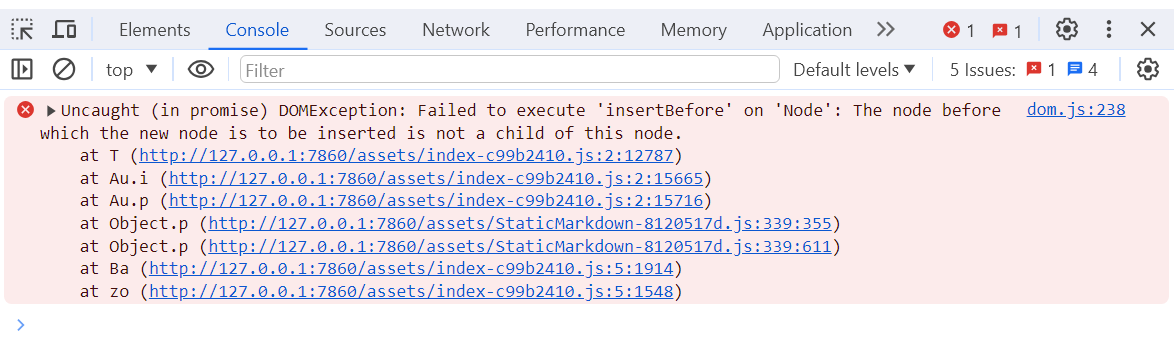 Elements Console Sources Network Performance Memory Application 1 1
top Filter Default levels 5 Issues: 1 4
Uncaught (in promise) DOMException: Failed to execute 'insertBefore' on 'Node': The node before dom.js:238
which the new node is to be inserted is not a child of this node.
at T (http://127.0.0.1:7860/assets/index-c99b2410.js:2:12787)
at Au.i (http://127.0.0.1:7860/assets/index-c99b2410.js:2:15665)
at Au.p (http://127.0.0.1:7860/assets/index-c99b2410.js:2:15716)
at Object.p (http://127.0.0.1:7860/assets/StaticMarkdown-8120517d.js:339:355)
at Object.p (http://127.0.0.1:7860/assets/StaticMarkdown-8120517d.js:339:611)
at Ba (http://127.0.0.1:7860/assets/index-c99b2410.js:5:1914)
at zo (http://127.0.0.1:7860/assets/index-c99b2410.js:5:1548)